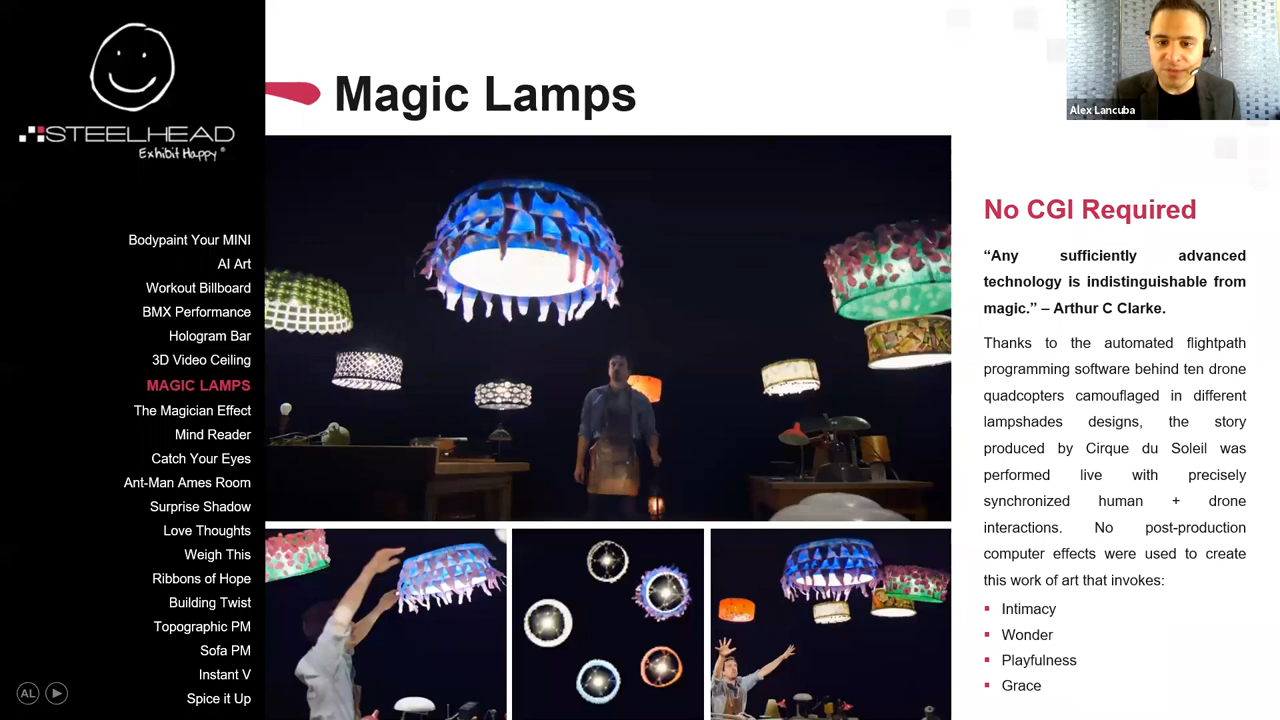 STEELHEAD
Exhibit Happy®
Bodypaint Your MINI
AI Art
Workout Billboard
BMX Performance
Hologram Bar
3D Video Ceiling
MAGIC LAMPS
The Magician Effect
Mind Reader
Catch Your Eyes
Ant-Man Ames Room
Surprise Shadow
Love Thoughts
Weigh This
Ribbons of Hope
Building Twist
Topographic PM
Sofa PM
Instant V
Spice it Up
AL
Magic Lamps
Alex Lancuba
No CGI Required
“Any sufficiently advanced
technology is indistinguishable from
magic.” – Arthur C Clarke.
Thanks to the automated flightpath
programming software behind ten drone
quadcopters camouflaged in different
lampshades designs, the story
produced by Cirque du Soleil was
performed live with precisely
synchronized human + drone
interactions. No post-production
computer effects were used to create
this work of art that invokes:
▪ Intimacy
▪ Wonder
▪ Playfulness
▪ Grace